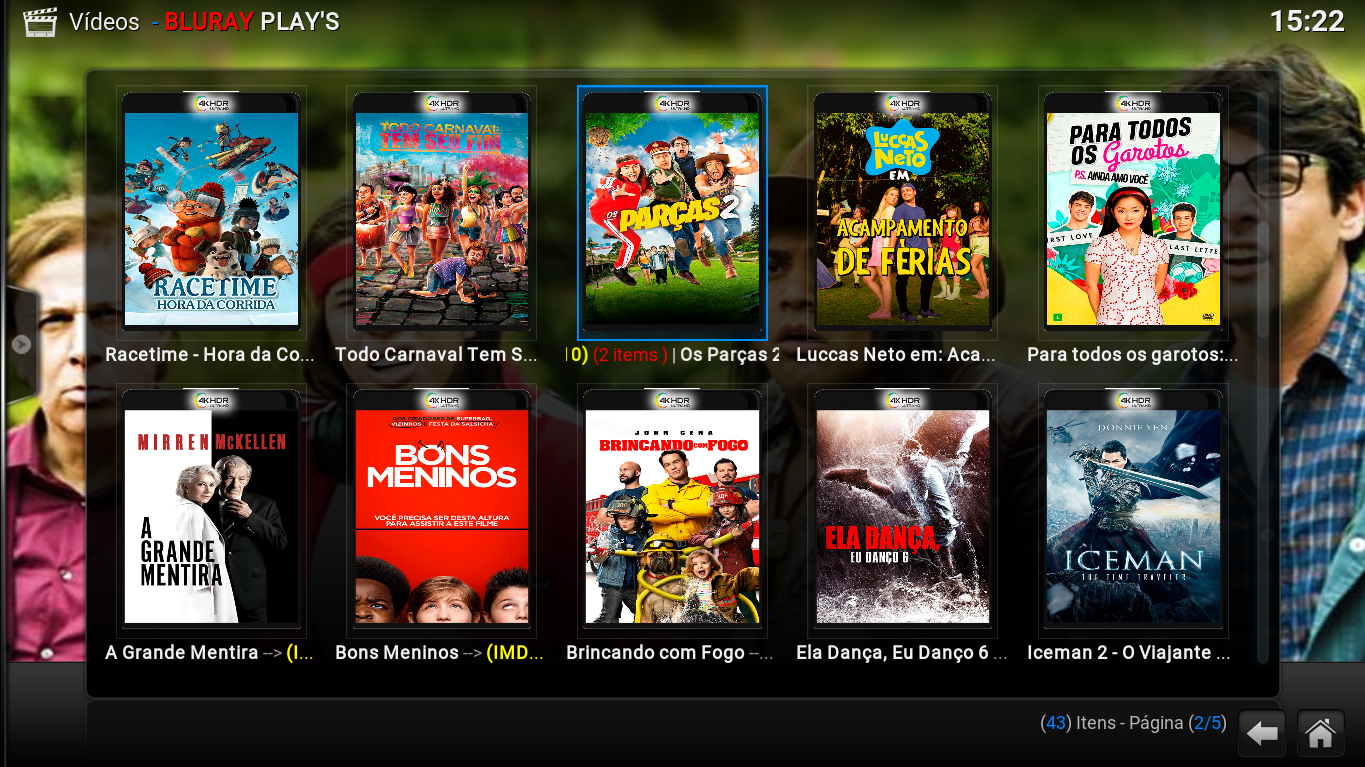 Vídeos - BLURAY PLAY'S
15:22
4K HDR
RACETIME
HORA DA CORRIDA
Racetime - Hora da Co...
4K HDR
TODO CARNAVAL
TEM SEU FIM
Todo Carnaval Tem S...
4K HDR
OS PARÇAS 2
10) (2 items ) | Os Parças 2
4K HDR
LUCCAS
NETO
EM
ACAMPAMENTO
DE FÉRIAS
Luccas Neto em: Aca...
4K HDR
PARA TODOS
OS Garotos
P.S. AINDA AMO VOCÊ
IRST LOVE
LAST LETTE
Para todos os garotos:...
4K HDR
MIRREN McKELLEN
A
GRANDE
MENTIRA
A Grande Mentira --> (I...
4K HDR
DOS CRIADORES DE SUPERBAD,
VIZINHOS E FESTA DA SALSICHA
BONS
MENINOS
VOCÊ PRECISA SER DESTA ALTURA
PARA ASSISTIR A ESTE FILME
Bons Meninos --> (IMD...
4K HDR
JOHN CENA
BRINCANDO COM FOGO
Brincando com Fogo --...
4K HDR
ELA DANÇA,
EU DANÇO 6
Ela Dança, Eu Danço 6 ...
4K HDR
DONNIE YEN
ICEMAN
THE TIME TRAVELER
Iceman 2 - O Viajante ...
(43) Itens - Página (2/5)